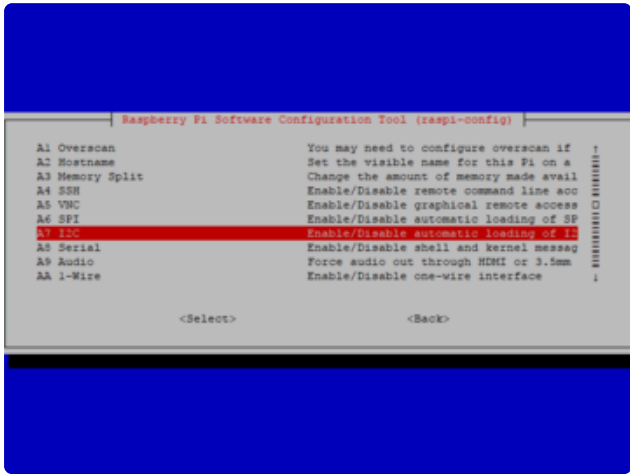 Raspberry Pi Software Configuration Tool (raspi-config)
A1 Overscan You may need to configure overscan if
A2 Hostname Set the visible name for this Pi on a
A3 Memory Split Change the amount of memory made avail
A4 SSH Enable/Disable remote command line acc
A5 VNC Enable/Disable graphical remote access
A6 SPI Enable/Disable automatic loading of SP
A7 I2C Enable/Disable automatic loading of I2
A8 Serial Enable/Disable shell and kernel messag
A9 Audio Force audio out through HDMI or 3.5mm
AA 1-Wire Enable/Disable one-wire interface
<Select> <Back>